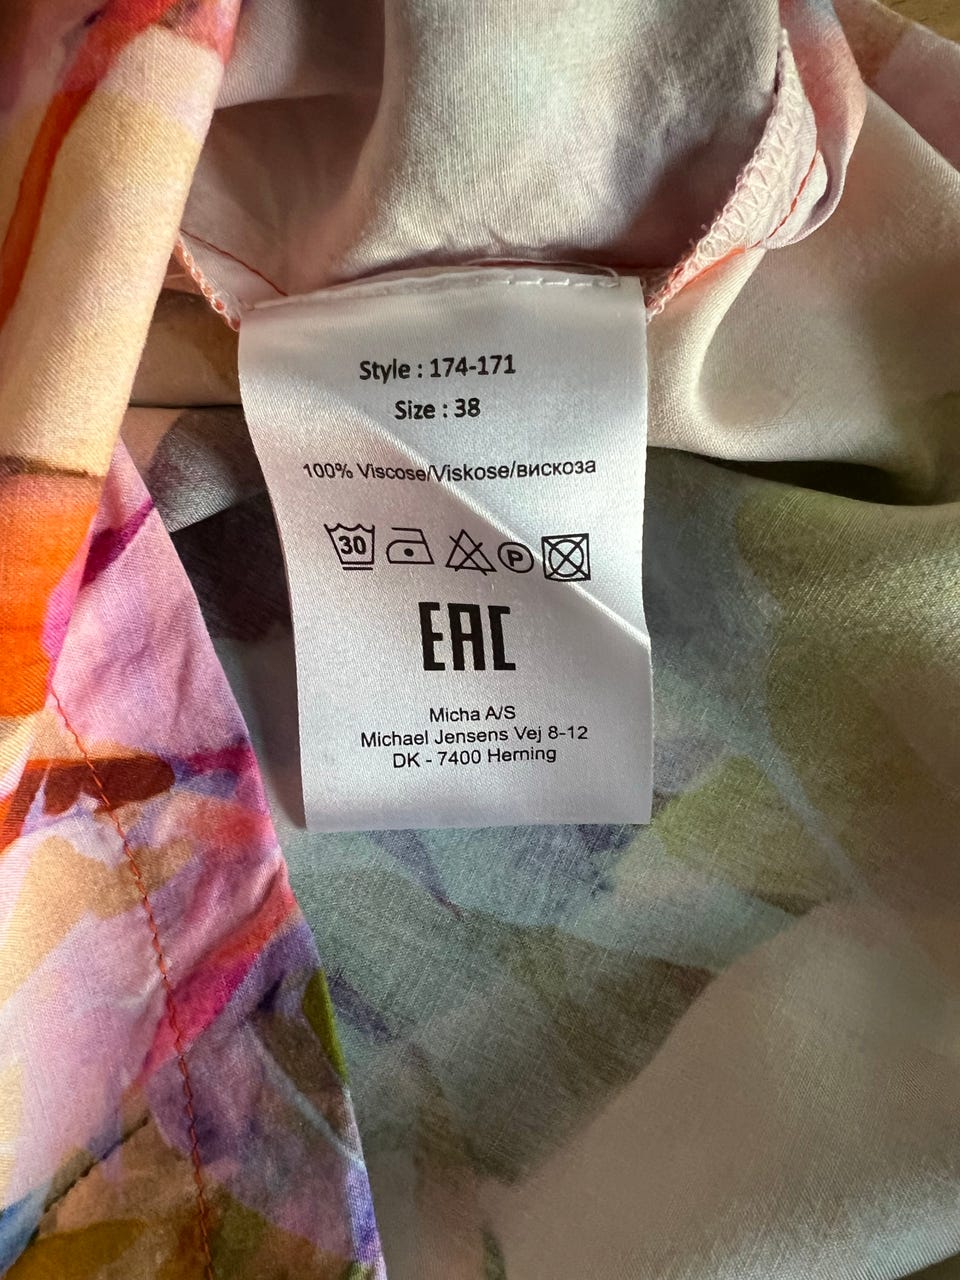 Style : 174-171
Size : 38
100% Viscose/Viskose/вискоза
30 P
EAC
Micha A/S
Michael Jensens Vej 8-12
DK - 7400 Herning